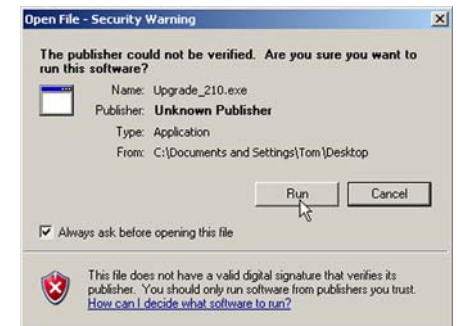 Open File - Security Warning
The publisher could not be verified. Are you sure you want to
run this software?
Name: Upgrade_210.exe
Publisher: Unknown Publisher
Type: Application
From: C:\Documents and Settings\Tom\Desktop
Run Cancel
Always ask before opening this file
This file does not have a valid digital signature that verifies its
publisher. You should only run software from publishers you trust.
How can I decide what software to run?